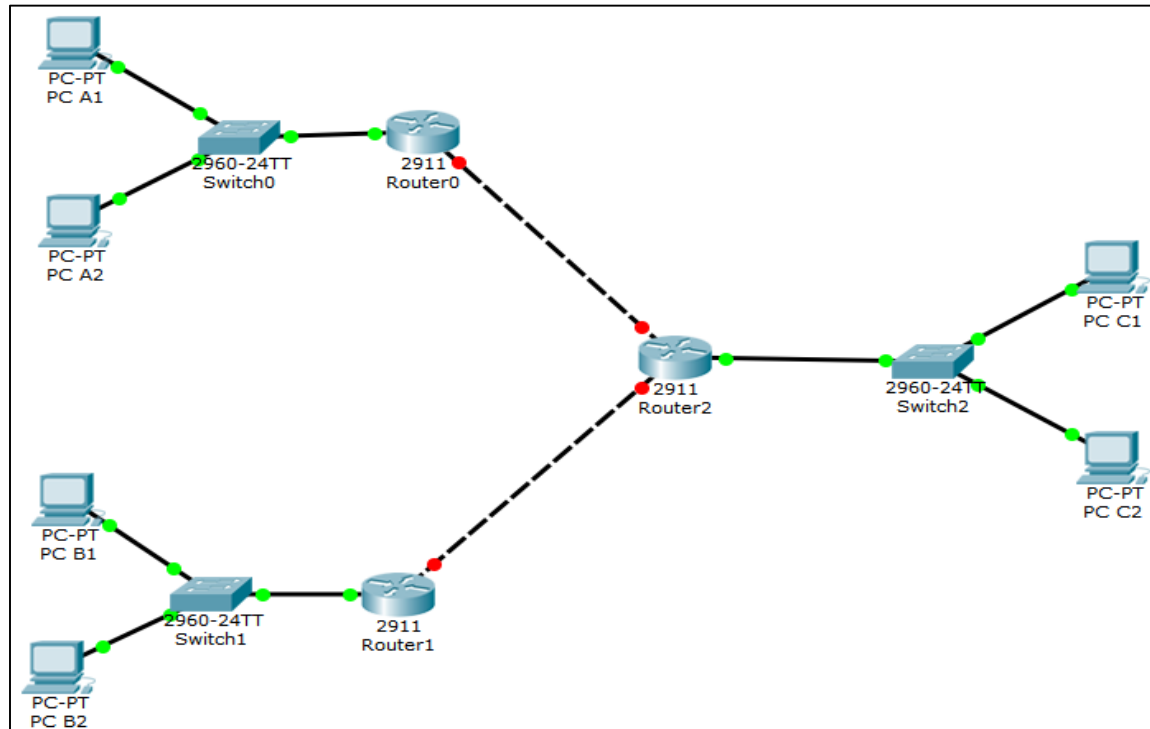 PC-PT
PC A1
2960-24TT
Switch0
2911
Router0
PC-PT
PC A2
PC-PT
PC C1
2911
Router2
2960-24TT
Switch2
PC-PT
PC C2
PC-PT
PC B1
2960-24TT
Switch1
2911
Router1
PC-PT
PC B2